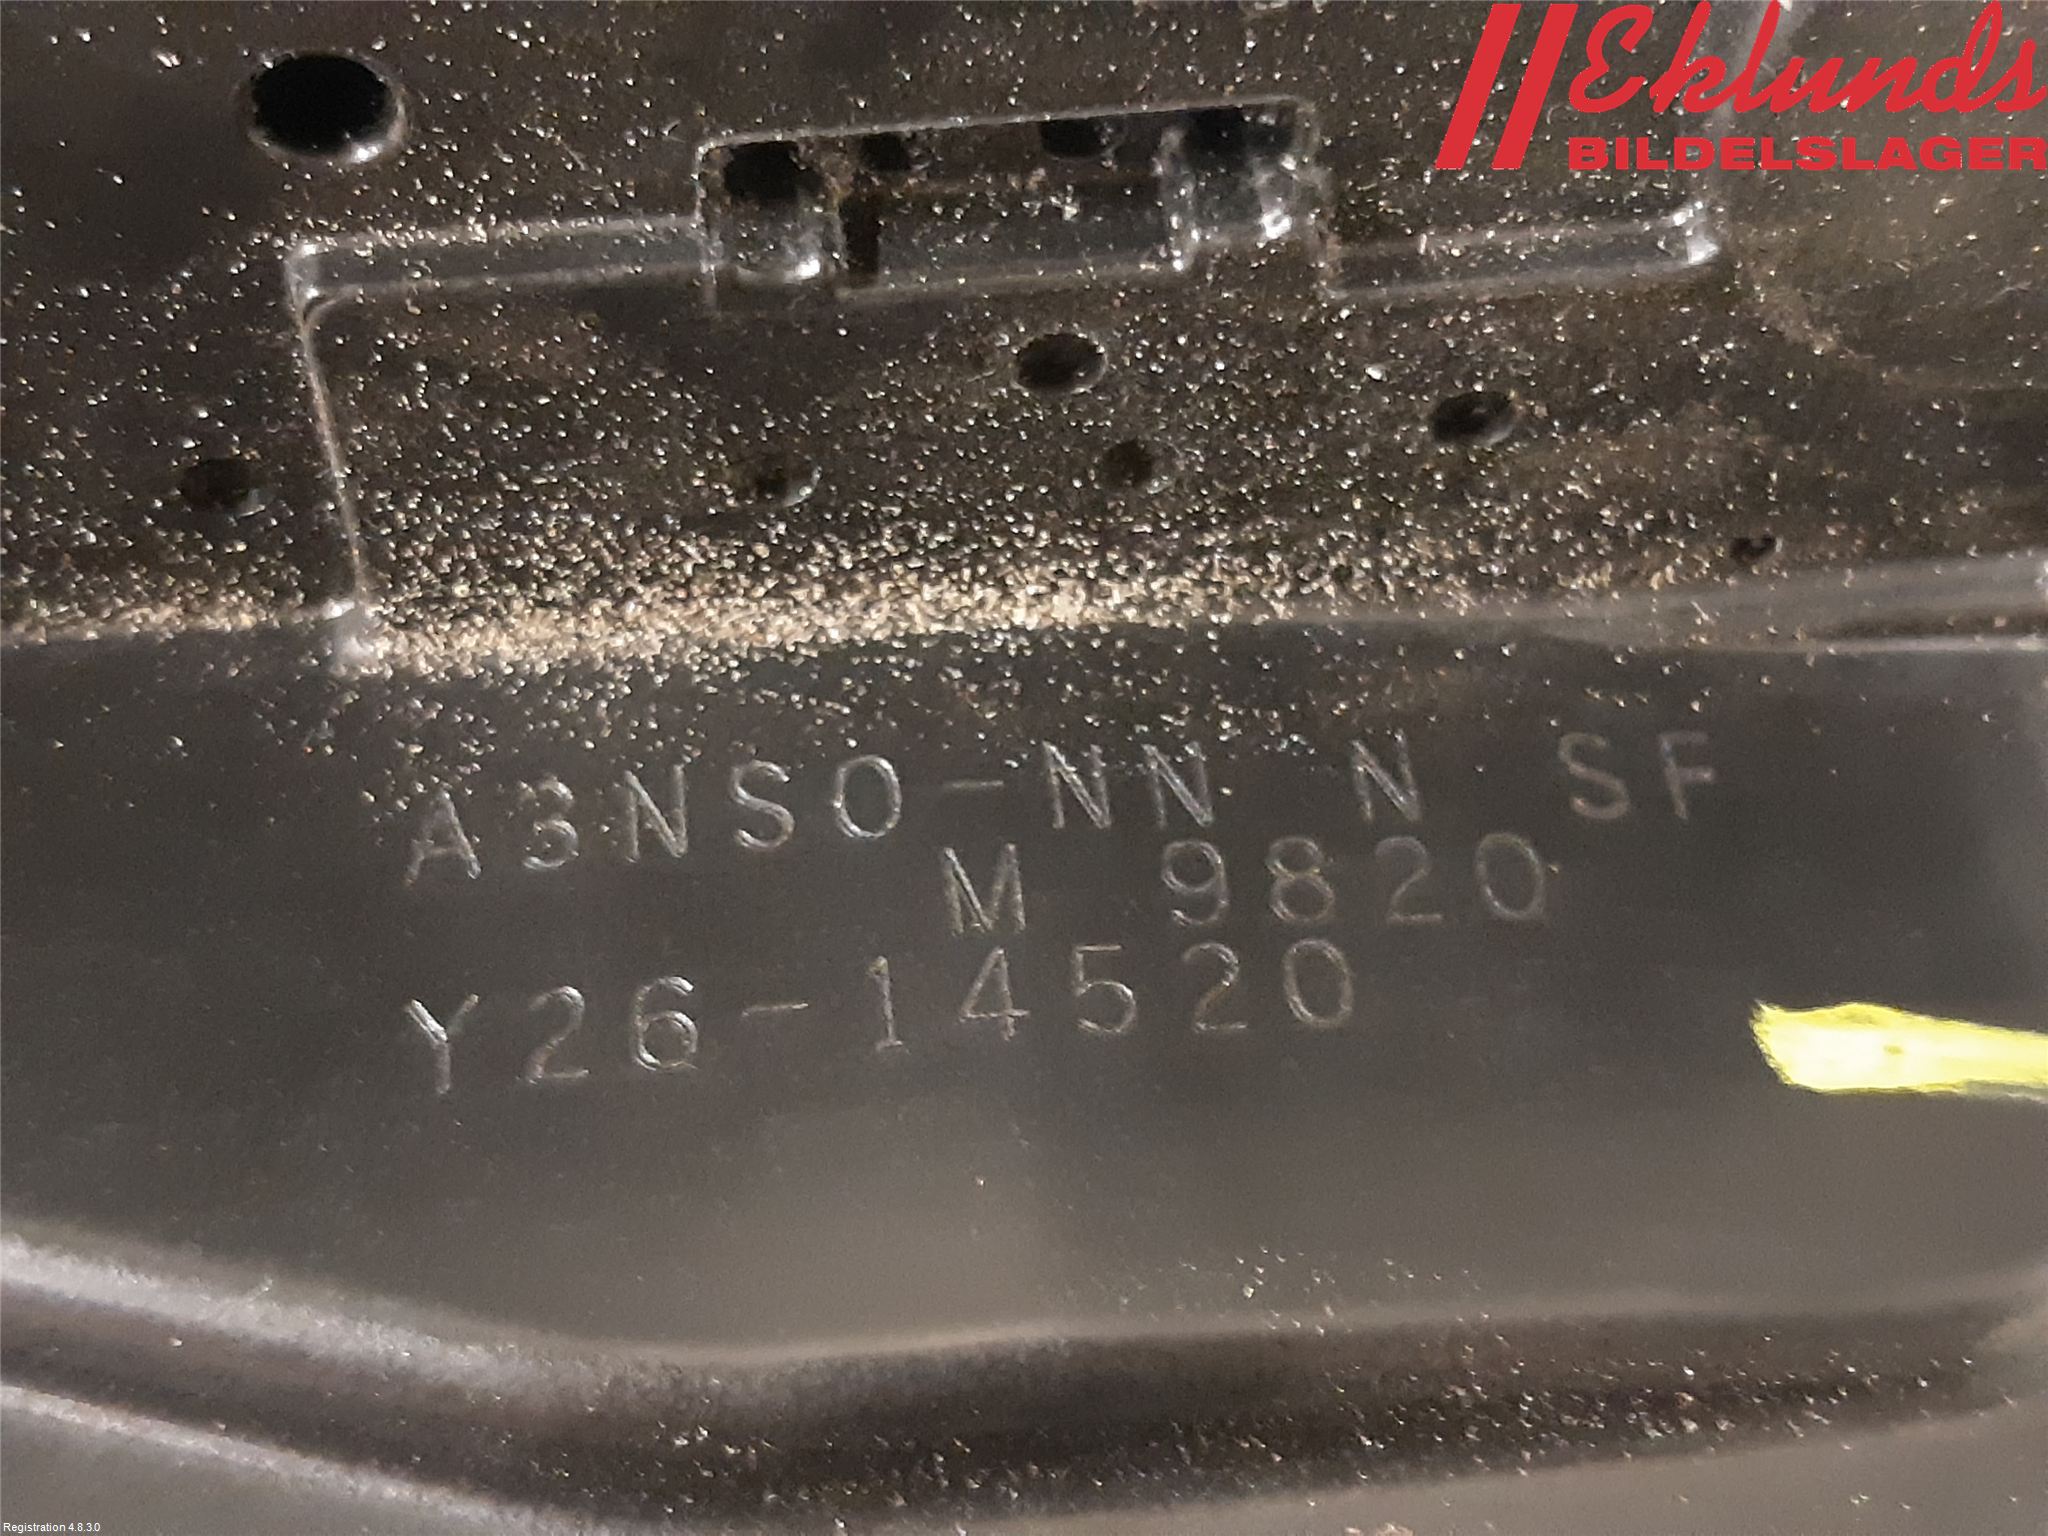 Eklunds
BILDELSLAGER
A3NSO-NN N SF
M 9820
Y26-14520
Registration 4.8.3.0